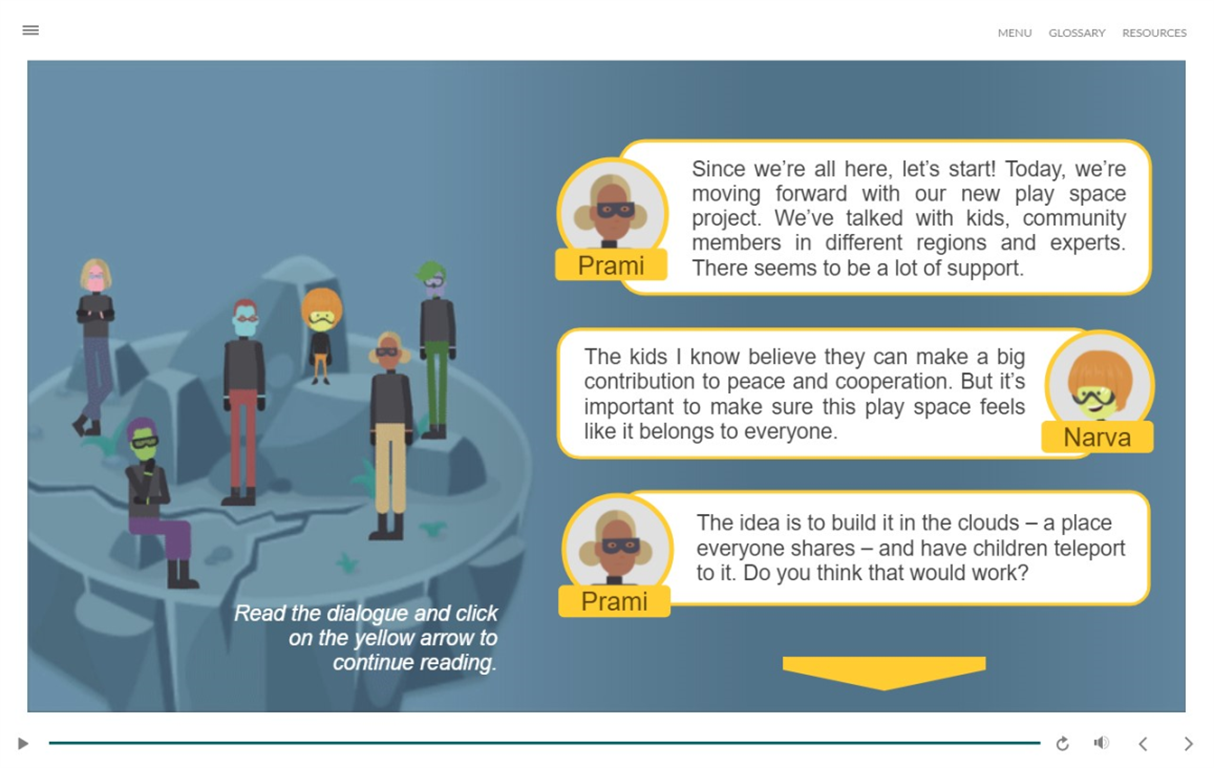 MENU GLOSSARY RESOURCES
Since we’re all here, let’s start! Today, we’re
moving forward with our new play space
project. We’ve talked with kids, community
members in different regions and experts.
There seems to be a lot of support.
Prami
The kids I know believe they can make a big
contribution to peace and cooperation. But it’s
important to make sure this play space feels
like it belongs to everyone.
Narva
The idea is to build it in the clouds – a place
everyone shares – and have children teleport
to it. Do you think that would work?
Prami
Read the dialogue and click
on the yellow arrow to
continue reading.